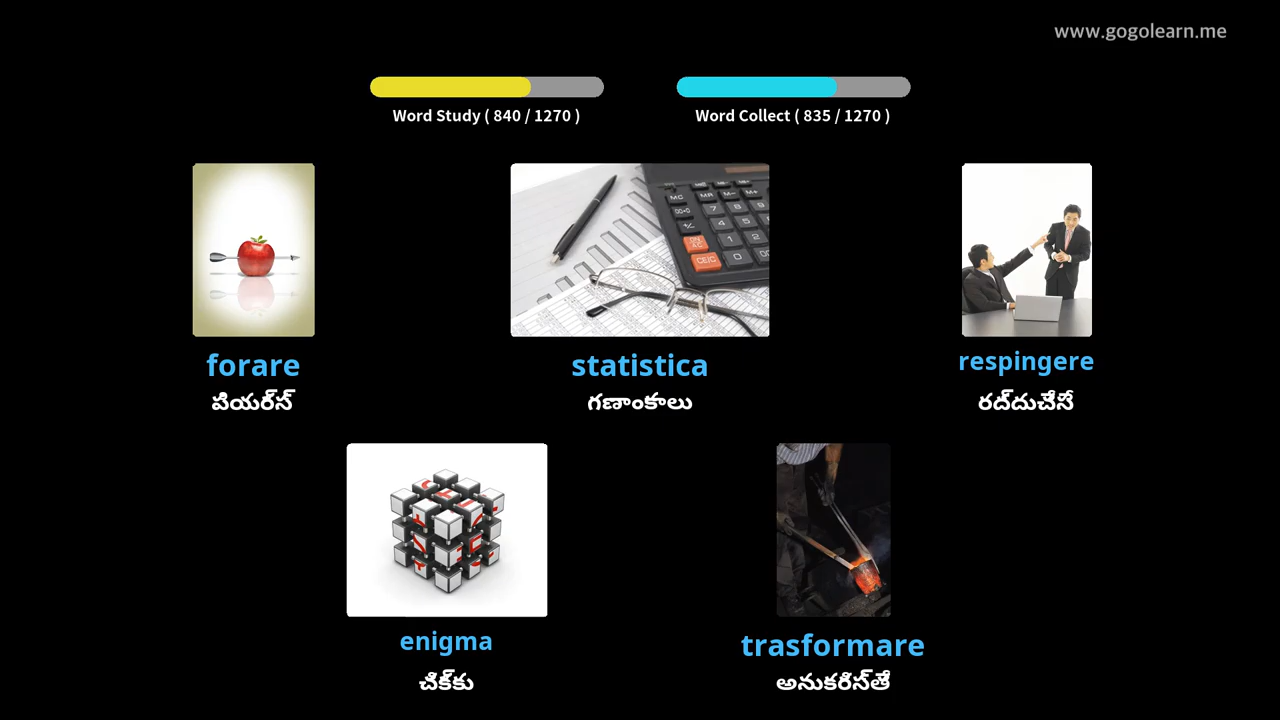 www.gogolearn.me
Word Study ( 840 / 1270 )
Word Collect ( 835 / 1270 )
forare
statistica
respingere
పియర్స్
గణాంకాలు
రద్దుచేసే
enigma
trasformare
చిక్కు
అనుకరిస్తే